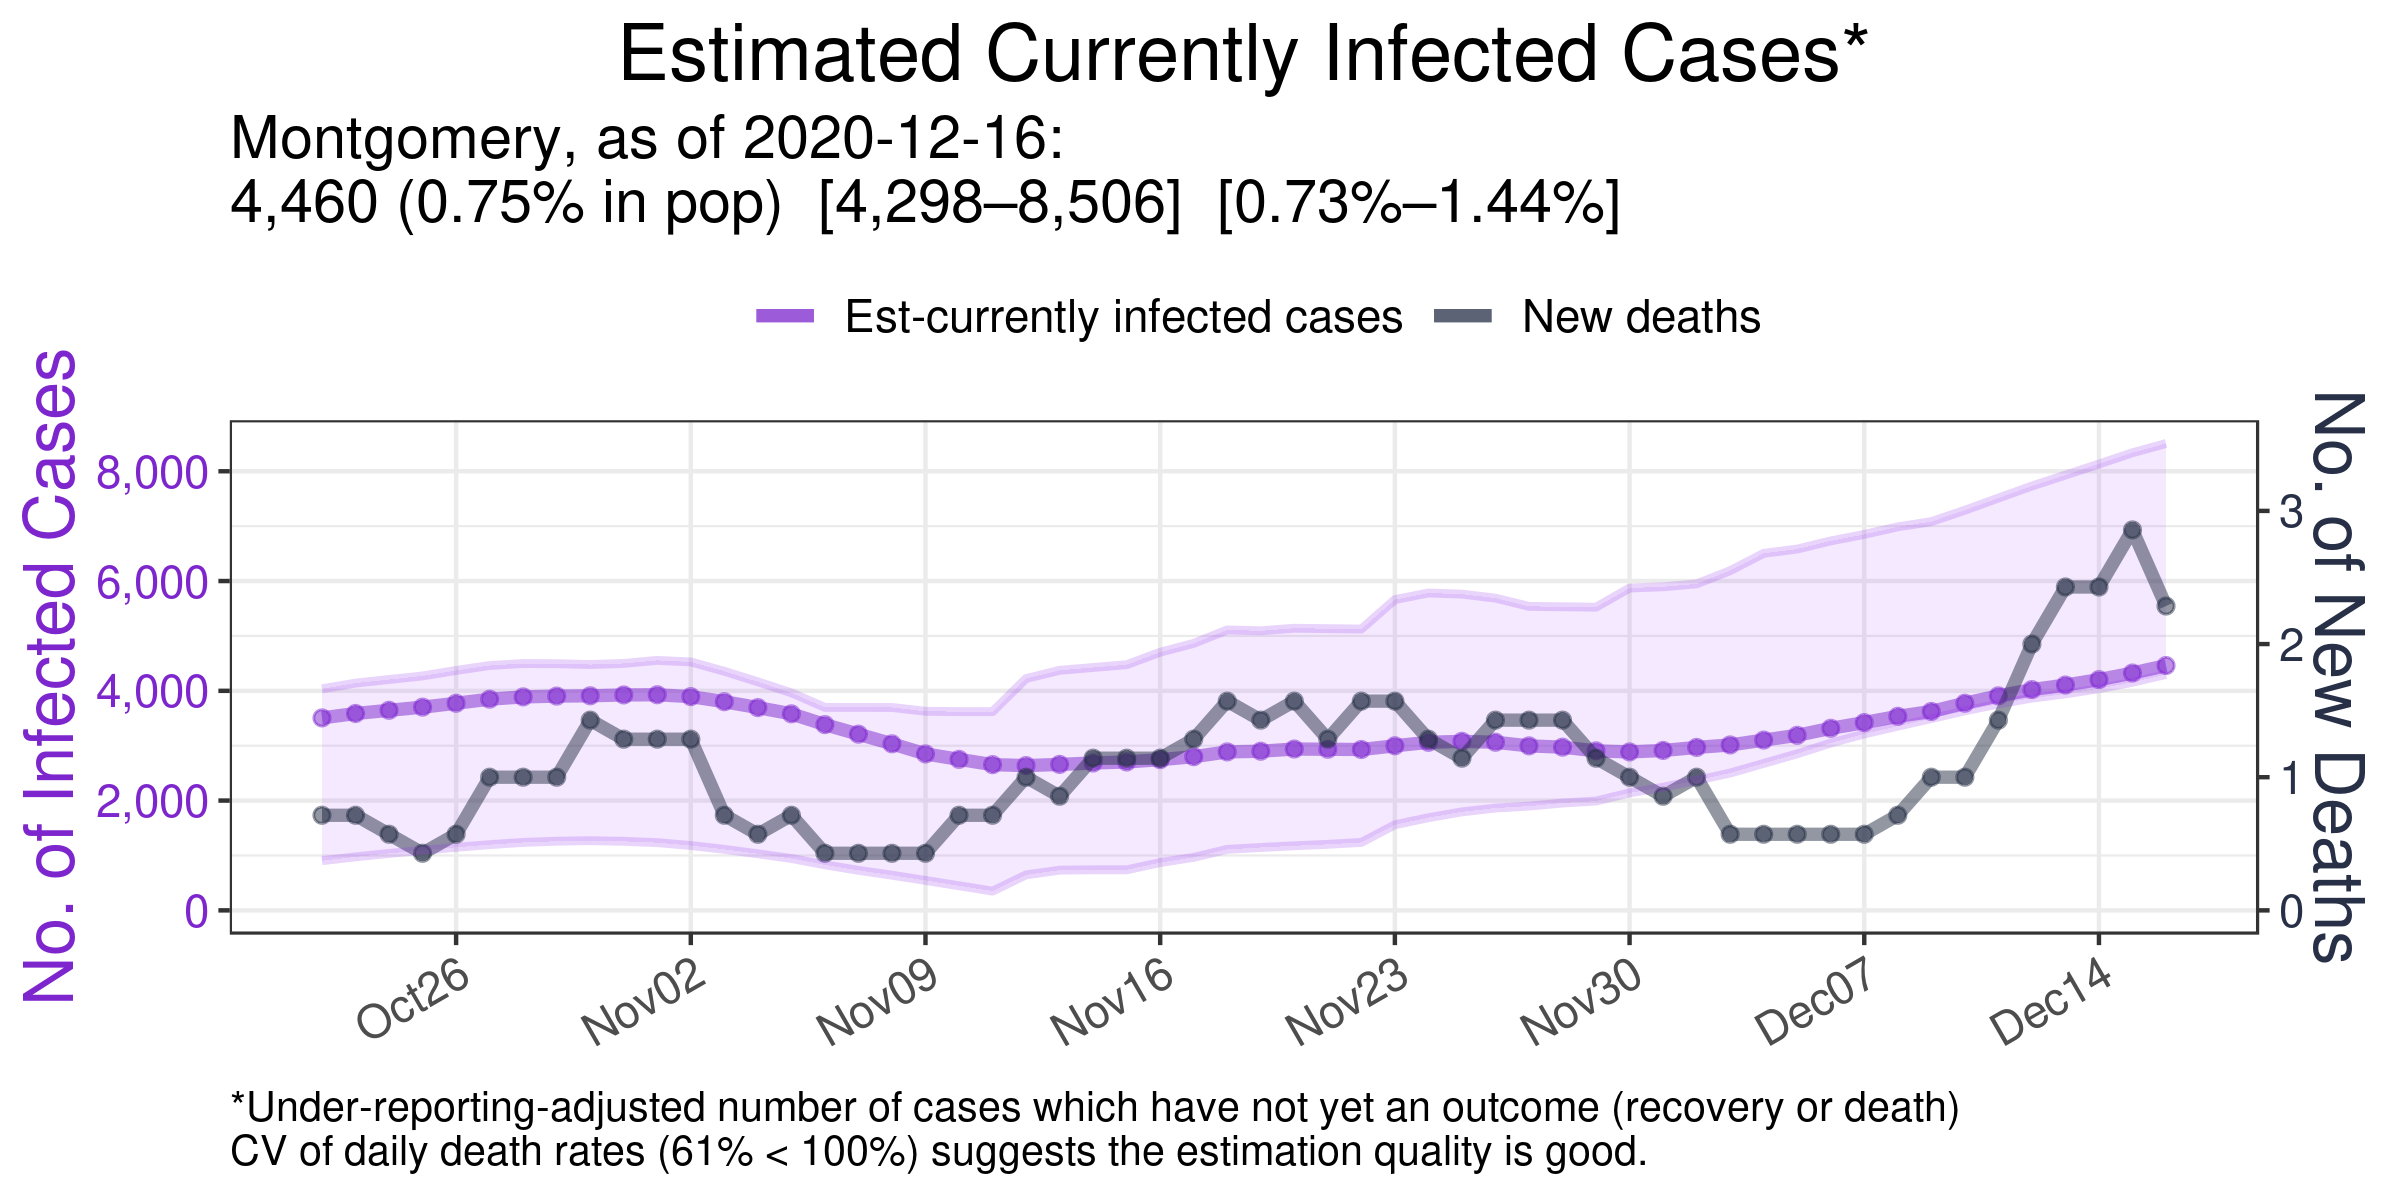 Estimated Currently Infected Cases*
Montgomery, as of 2020-12-16:
4,460 (0.75% in pop) [4,298–8,506] [0.73%–1.44%]
Est-currently infected cases
New deaths
No. of Infected Cases
8,000
6,000
4,000
2,000
0
No. of New Deaths
3
2
1
0
Oct26
Nov02
Nov09
Nov16
Nov23
Nov30
Dec07
Dec14
*Under-reporting-adjusted number of cases which have not yet an outcome (recovery or death)
CV of daily death rates (61% < 100%) suggests the estimation quality is good.